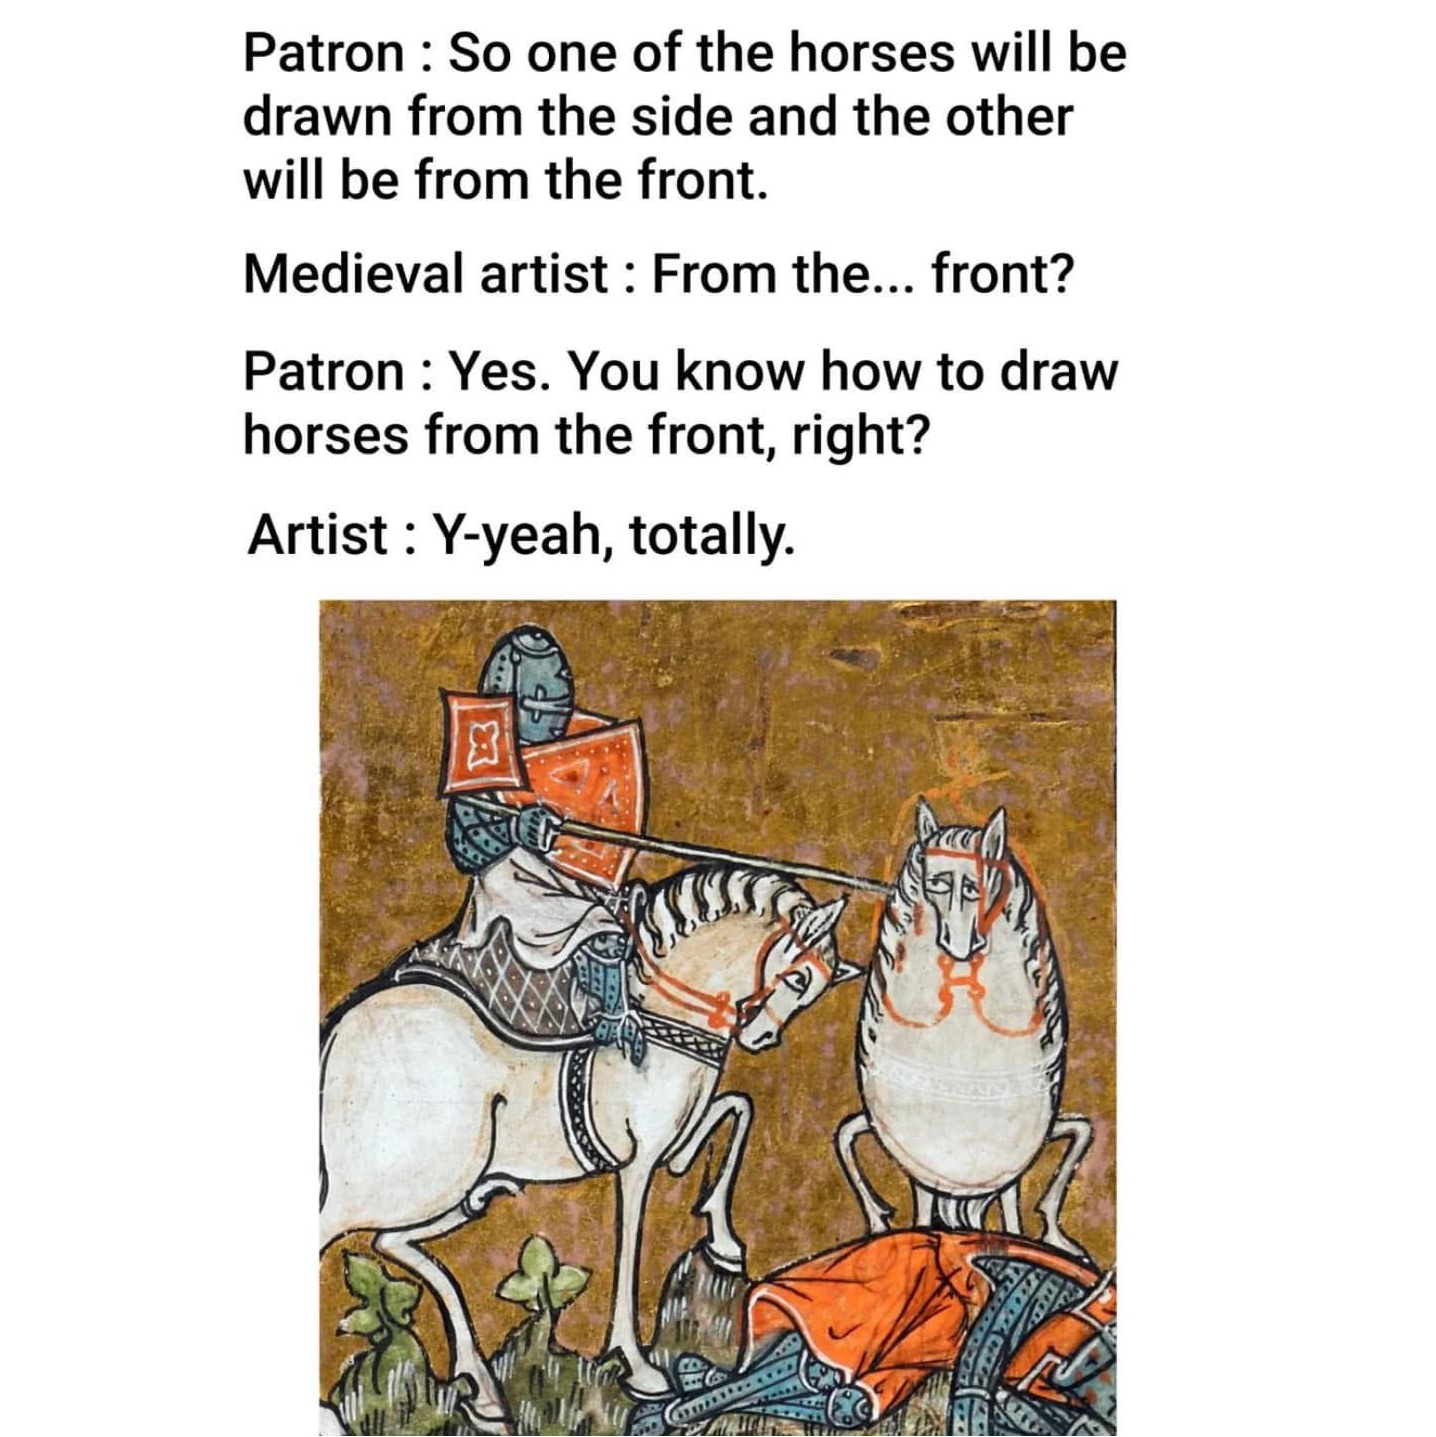 Patron : So one of the horses will be
drawn from the side and the other
will be from the front.
Medieval artist : From the... front?
Patron : Yes. You know how to draw
horses from the front, right?
Artist : Y-yeah, totally.